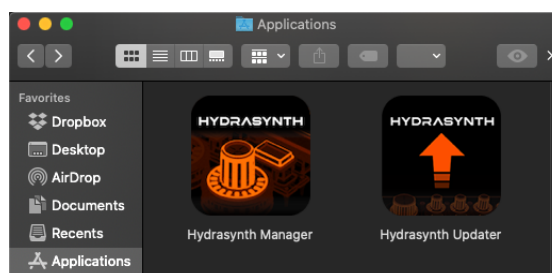 Applications
Favorites
Dropbox
Desktop
AirDrop
Documents
Recents
Applications
HYDRASYNTH
Hydrasynth Manager
HYDRASYNTH
Hydrasynth Updater